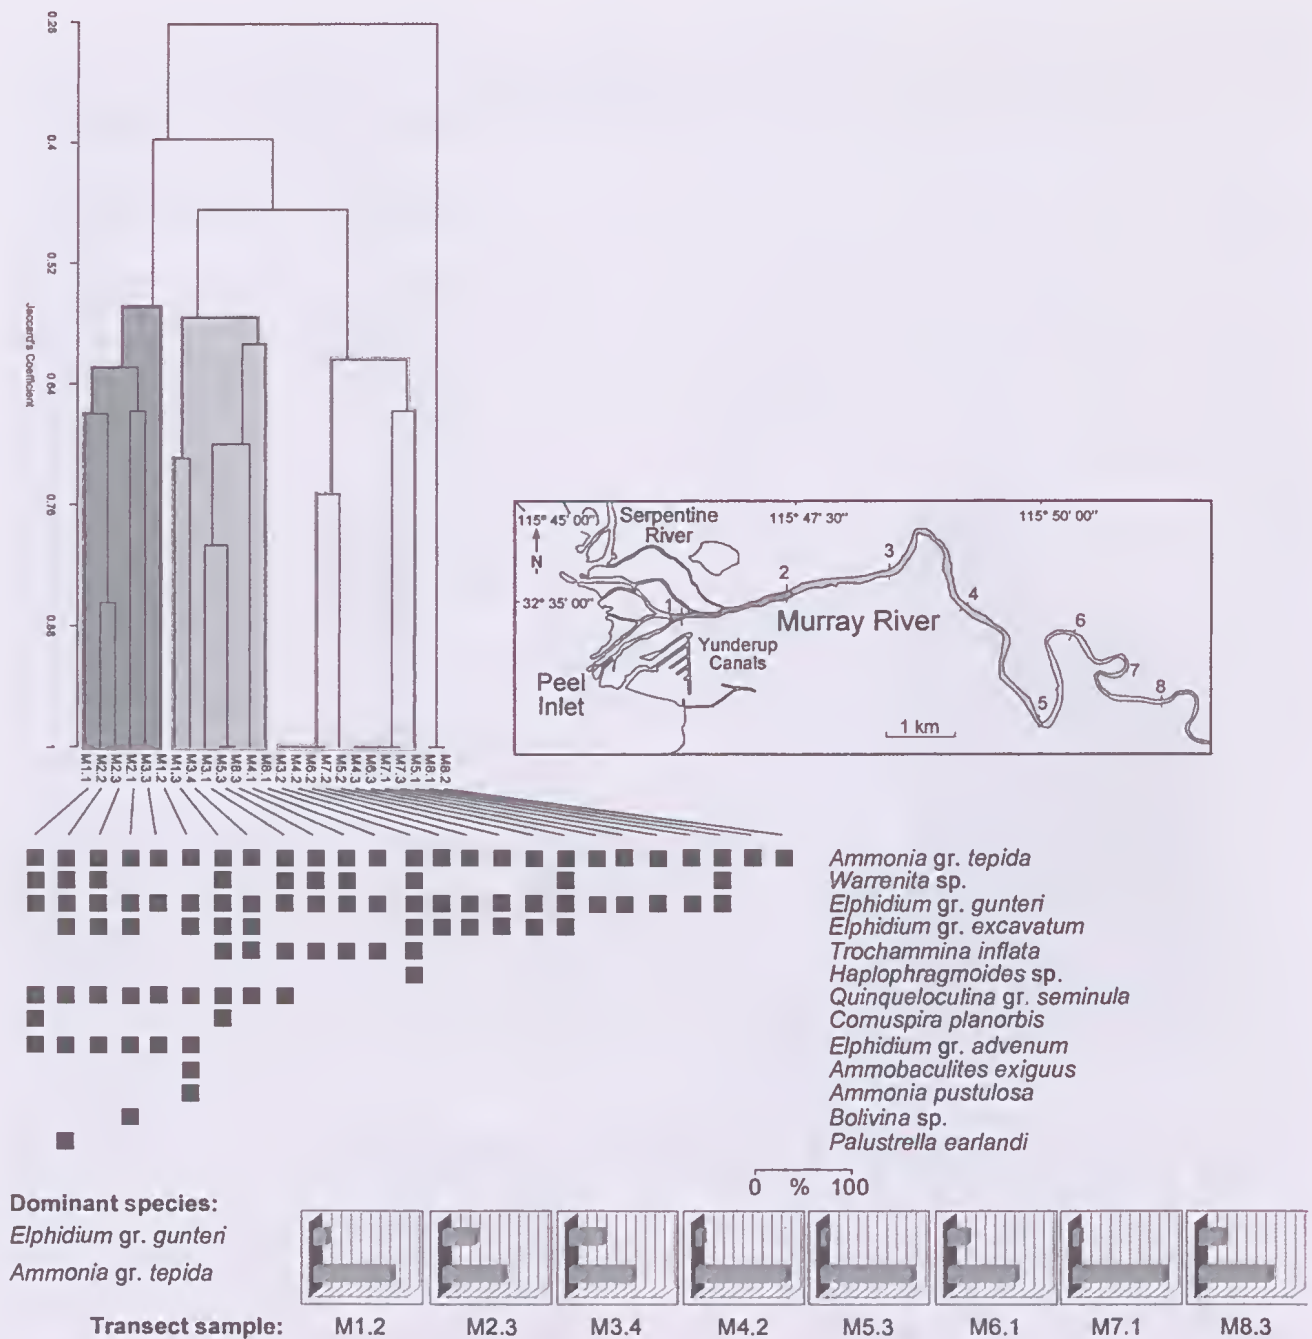 0.28
0.4
0.52
0.64
0.76
0.88
1
Jaccard's Coefficient
M1.1
M2.2
M2.3
M2.1
M3.3
M1.2
M1.3
M3.4
M3.1
M5.3
M8.3
M4.1
M8.1
M3.2
M4.2
M6.2
M7.2
M5.2
M4.3
M6.3
M7.1
M7.3
M5.1
M8.1
M8.2
115° 45' 00"
Serpentine
River
115° 47' 30"
115° 50' 00"
N
32° 35' 00"
1
2
3
4
5
6
7
8
Murray River
Yunderup
Canals
Peel
Inlet
1 km
Ammonia gr. tepida
Warrenita sp.
Elphidium gr. gunteri
Elphidium gr. excavatum
Trochammina inflata
Haplophragmoides sp.
Quinqueloculina gr. seminula
Cornuspira planorbis
Elphidium gr. advenum
Ammobaculites exiguus
Ammonia pustulosa
Bolivina sp.
Palustrella earlandi
0 % 100
Dominant species:
Elphidium gr. gunteri
Ammonia gr. tepida
Transect sample: M1.2 M2.3 M3.4 M4.2 M5.3 M6.1 M7.1 M8.3